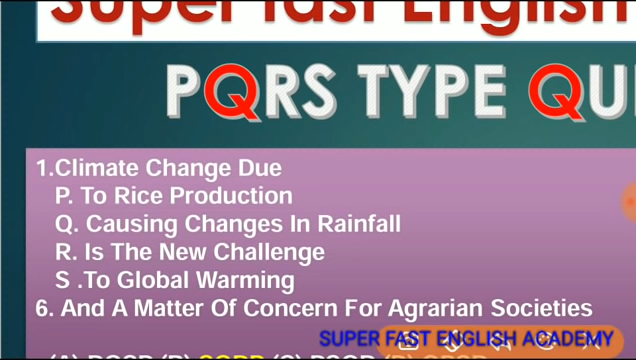 Super fast English
PQRS TYPE QU
1.Climate Change Due
P. To Rice Production
Q. Causing Changes In Rainfall
R. Is The New Challenge
S .To Global Warming
6. And A Matter Of Concern For Agrarian Societies
SUPER FAST ENGLISH ACADEMY